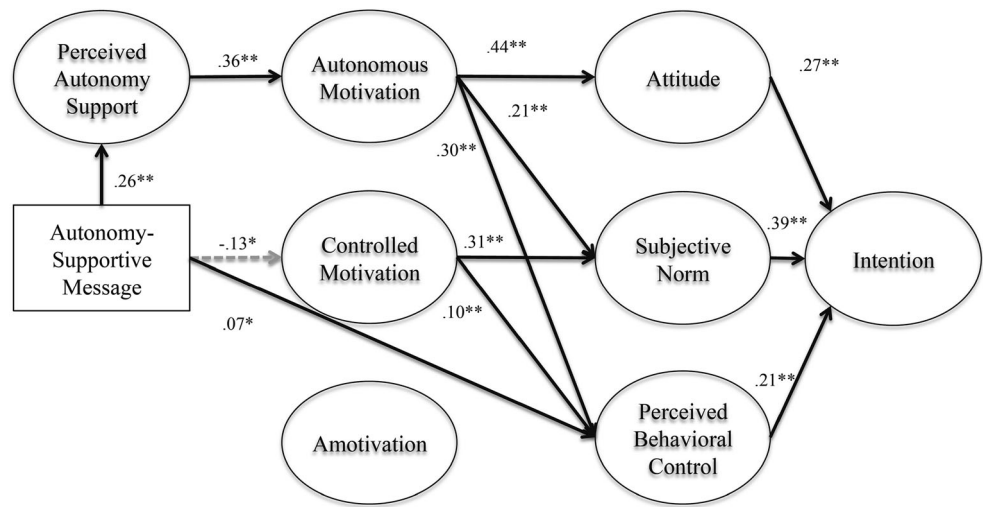 Perceived
Autonomy
Support
.36**
Autonomous
Motivation
.44**
Attitude
.27**
.21**
.30**
.26**
Autonomy-
Supportive
Message
-.13*
Controlled
Motivation
.31**
Subjective
Norm
.39**
Intention
.07*
.10**
Amotivation
Perceived
Behavioral
Control
.21**